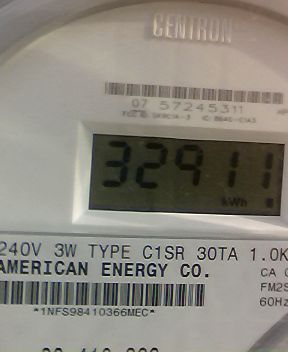 CENTRON
07 57245311
32911
kWh
240V 3W TYPE C1SR 30TA 1.0K
AMERICAN ENERGY CO.
CA
FM2S
60Hz
*1NFS98410366MEC*